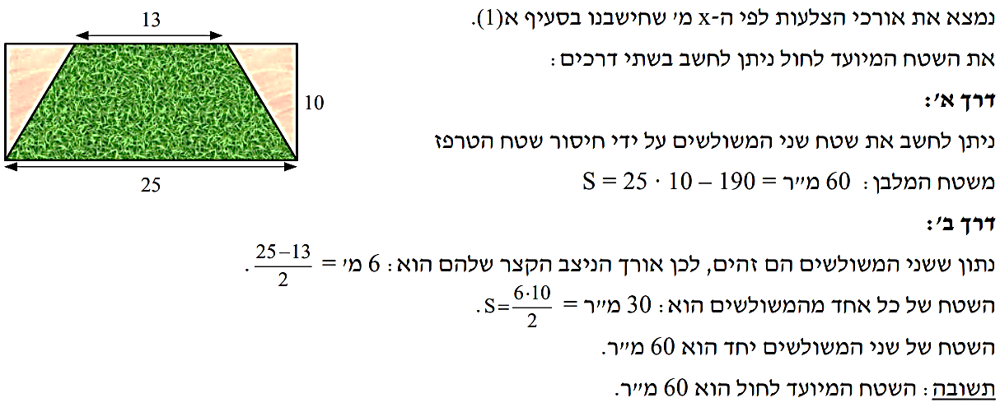 נמצא את אורכי הצלעות לפי ה-x מ׳ שחישבנו בסעיף א(1).
את השטח המיועד לחול ניתן לחשב בשתי דרכים:
דרך א׳:
ניתן לחשב את שטח שני המשולשים על ידי חיסור שטח הטרפז
משטח המלבן: S = 25 · 10 – 190 = 60 מ״ר
דרך ב׳:
נתון ששני המשולשים הם זהים, לכן אורך הניצב הקצר שלהם הוא: 6 מ׳ = \frac{25-13}{2}.
השטח של כל אחד מהמשולשים הוא: 30 מ״ר = S=\frac{6·10}{2}.
השטח של שני המשולשים יחד הוא 60 מ״ר.
תשובה: השטח המיועד לחול הוא 60 מ״ר.
13
10
25